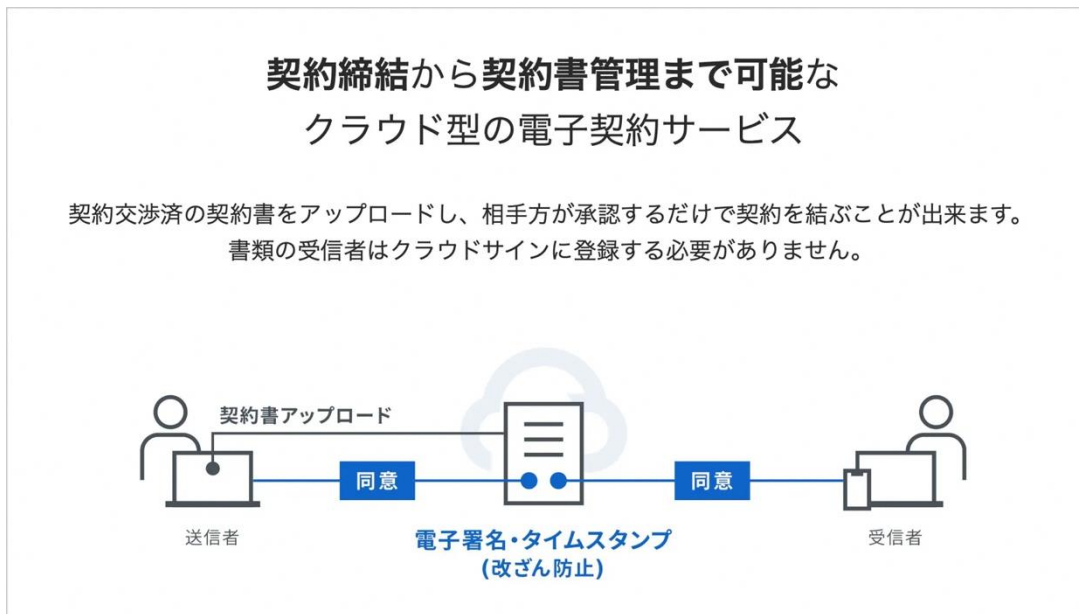 契約締結から契約書管理まで可能な
クラウド型の電子契約サービス
契約交渉済の契約書をアップロードし、相手方が承認するだけで契約を結ぶことが出来ます。
書類の受信者はクラウドサインに登録する必要がありません。
契約書アップロード
同意
同意
送信者
電子署名・タイムスタンプ
(改ざん防止)
受信者